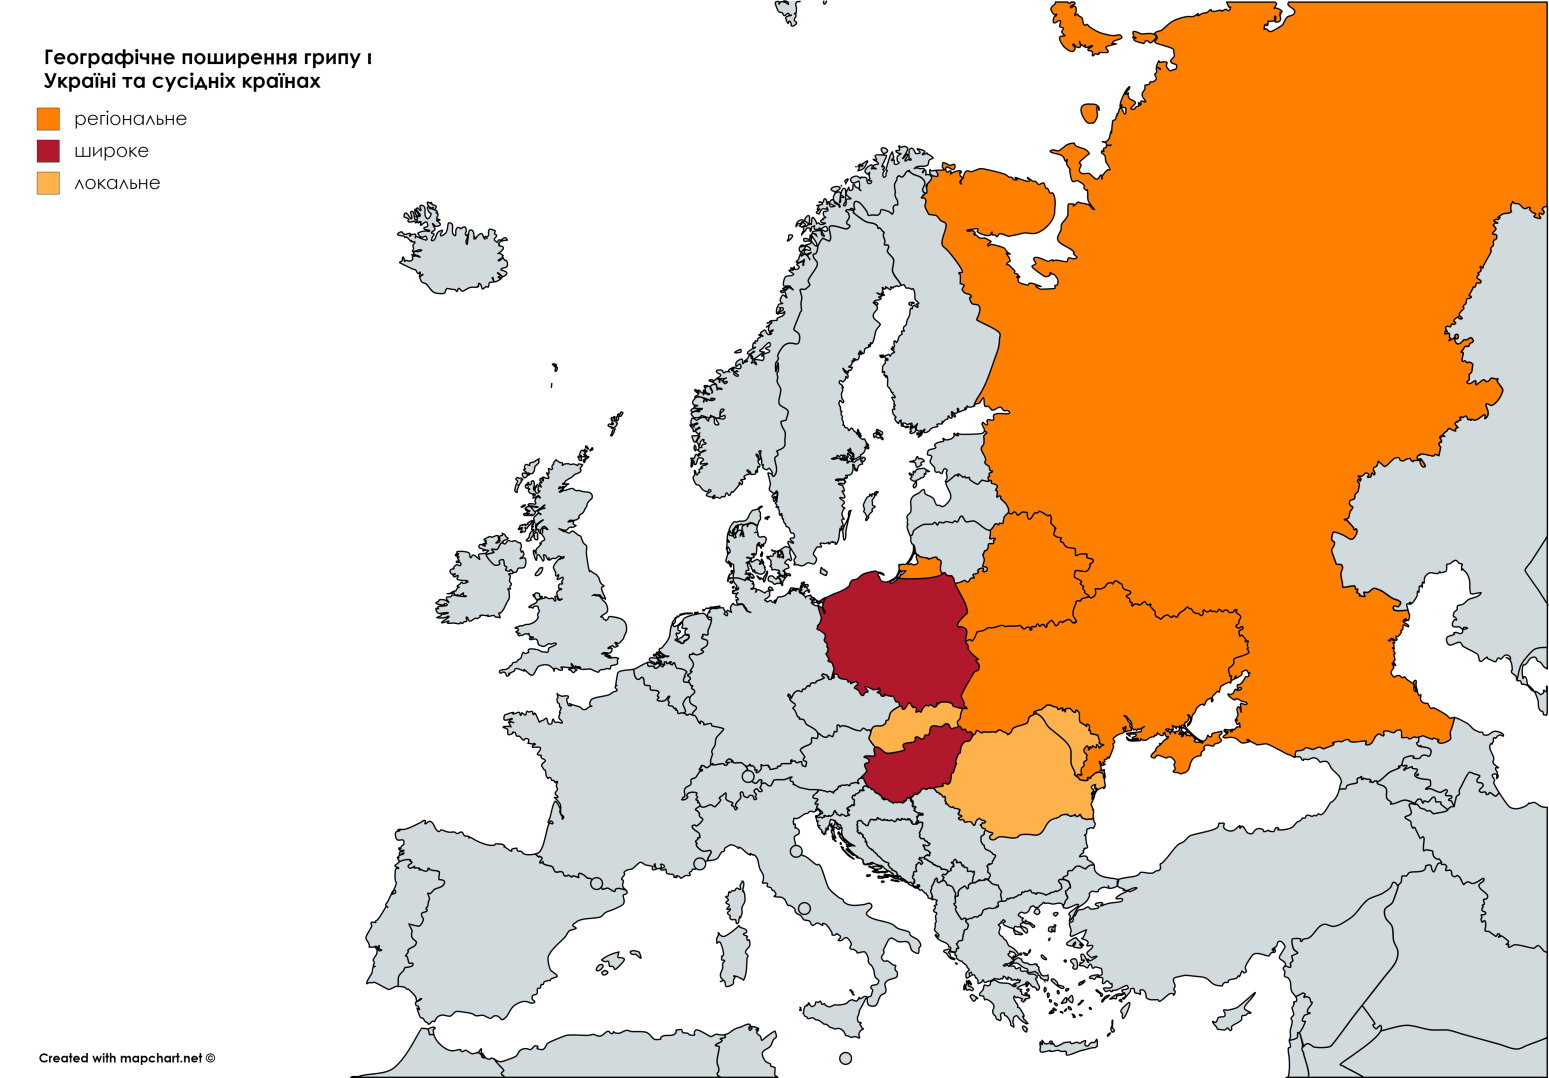 Географічне поширення грипу в
Україні та сусідніх країнах
регіональне
широке
локальне
Created with mapchart.net ©